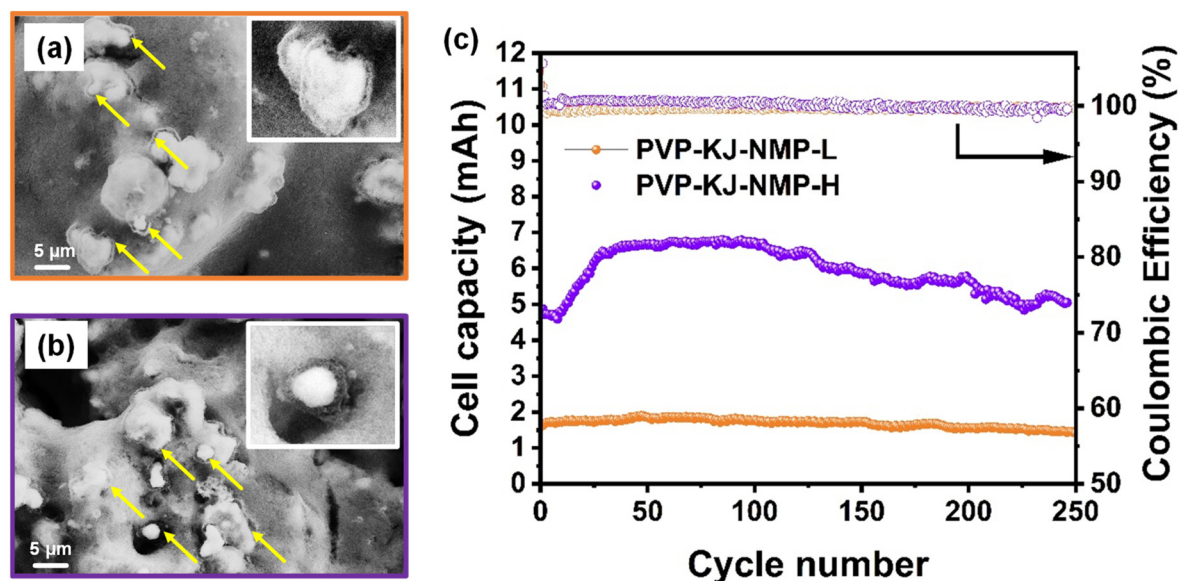 (a)
5 µm
(b)
5 µm
(c)
Cell capacity (mAh)
12
11
10
9
8
7
6
5
4
3
2
1
0
PVP-KJ-NMP-L
PVP-KJ-NMP-H
100
90
80
70
60
50
Coulombic Efficiency (%)
0 50 100 150 200 250
Cycle number